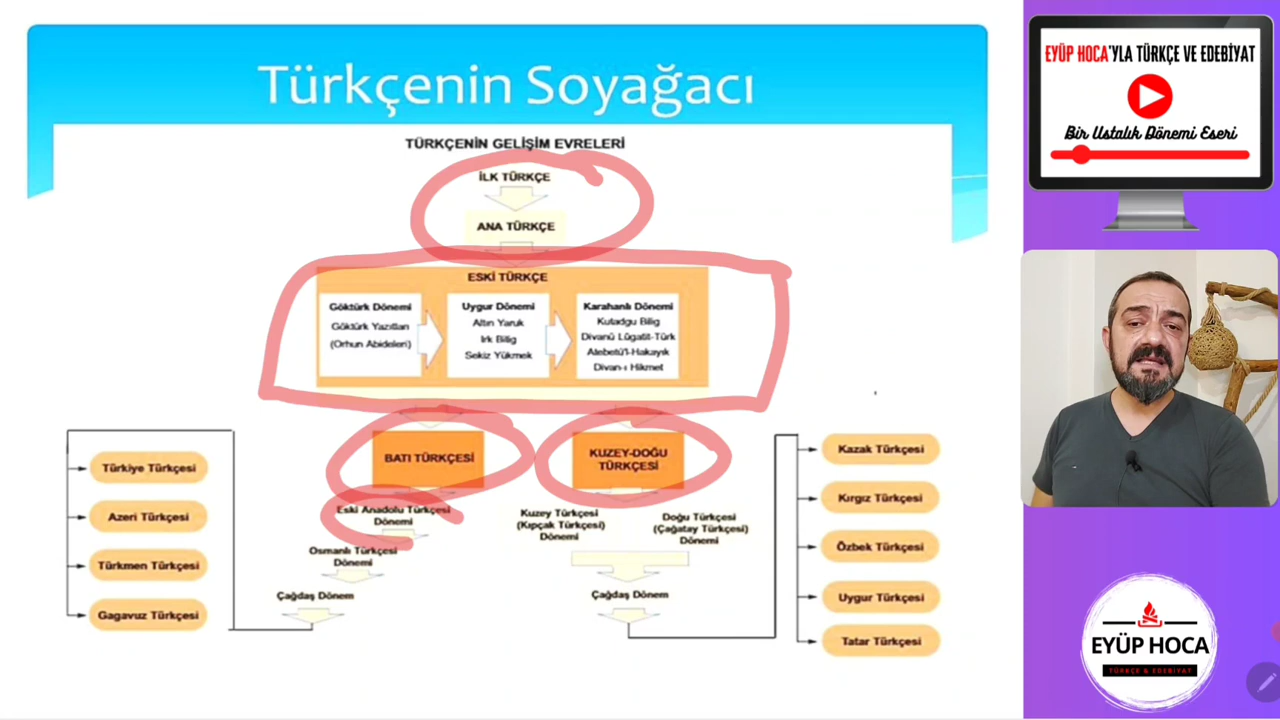 Türkçenin Soyağacı
TÜRKÇENİN GELİŞİM EVRELERİ
İLK TÜRKÇE
ANA TÜRKÇE
ESKİ TÜRKÇE
Göktürk Dönemi
Göktürk Yazıtları
(Orhun Abideleri)
Uygur Dönemi
Altın Yaruk
Irk Bilig
Sekiz Yükmek
Karahanlı Dönemi
Kutadgu Bilig
Divanü Lügatit-Türk
Atebetü'l-Hakayık
Divan-ı Hikmet
BATI TÜRKÇESİ
KUZEY-DOĞU
TÜRKÇESİ
Eski Anadolu Türkçesi
Dönemi
Osmanlı Türkçesi
Dönemi
Çağdaş Dönem
Türkiye Türkçesi
Azeri Türkçesi
Türkmen Türkçesi
Gagavuz Türkçesi
Kuzey Türkçesi
(Kıpçak Türkçesi)
Dönemi
Doğu Türkçesi
(Çağatay Türkçesi)
Dönemi
Çağdaş Dönem
Kazak Türkçesi
Kırgız Türkçesi
Özbek Türkçesi
Uygur Türkçesi
Tatar Türkçesi
EYÜP HOCA'YLA TÜRKÇE VE EDEBİYAT
Bir Ustalık Dönemi Eseri
EYÜP HOCA
TÜRKÇE & EDEBİYAT